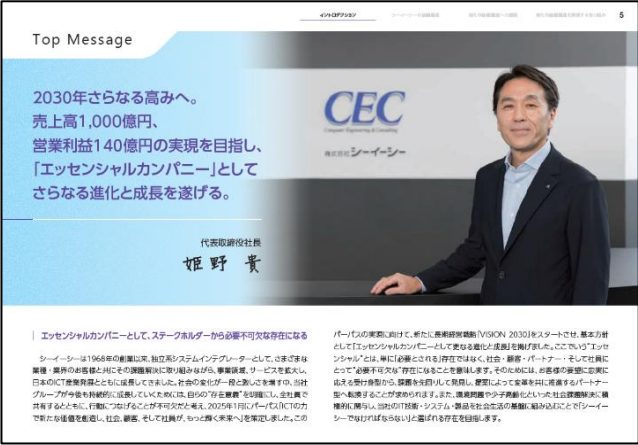 イントロダクション
5
Top Message
2030年さらなる高みへ。
売上高1,000億円、
営業利益140億円の実現を目指し、
「エッセンシャルカンパニー」として
さらなる進化と成長を遂げる。
代表取締役社長
姫野 貴
CEC
Computer Engineering & Consulting
株式会社シーイーシー
エッセンシャルカンパニーとして、ステークホルダーから必要不可欠な存在になる
シーイーシーは1968年の創業以来、独立系システムインテグレーターとして、さまざまな
業種・業界のお客様と共にその課題解決に取り組みながら、事業領域、サービスを拡大し、
日本のICT産業発展とともに成長してきました。社会の変化が一段と激しさを増す中、当社
グループが今後も持続的に成長していくためには、自らの“存在意義”を明確にし、全社員で
共有するとともに、行動につなげることが不可欠だと考え、2025年1月にパーパス「ICTの力
で新たな価値を創造し、社会、顧客、そして社員が、もっと輝く未来へ」を策定しました。この
パーパスの実現に向けて、新たに長期経営戦略「VISION 2030」をスタートさせ、基本方針
として「エッセンシャルカンパニーとして更なる進化と成長」を掲げました。ここでいう“エッセ
ンシャル”とは、単に「必要とされる」存在ではなく、社会・顧客・パートナー・そして社員に
とって“必要不可欠な”存在になることを意味します。そのためには、お客様の要望に忠実に
応える受け身型から、課題を先回りして発見し、提案によって変革を共に推進するパートナー
型へ転換することが求められます。また、環境問題や少子高齢化といった社会課題解決に積
極的に関与し、当社のIT技術・システム・製品を社会生活の基盤に組み込むことで「シーイー
シーでなければならない」と選ばれる存在を目指します。